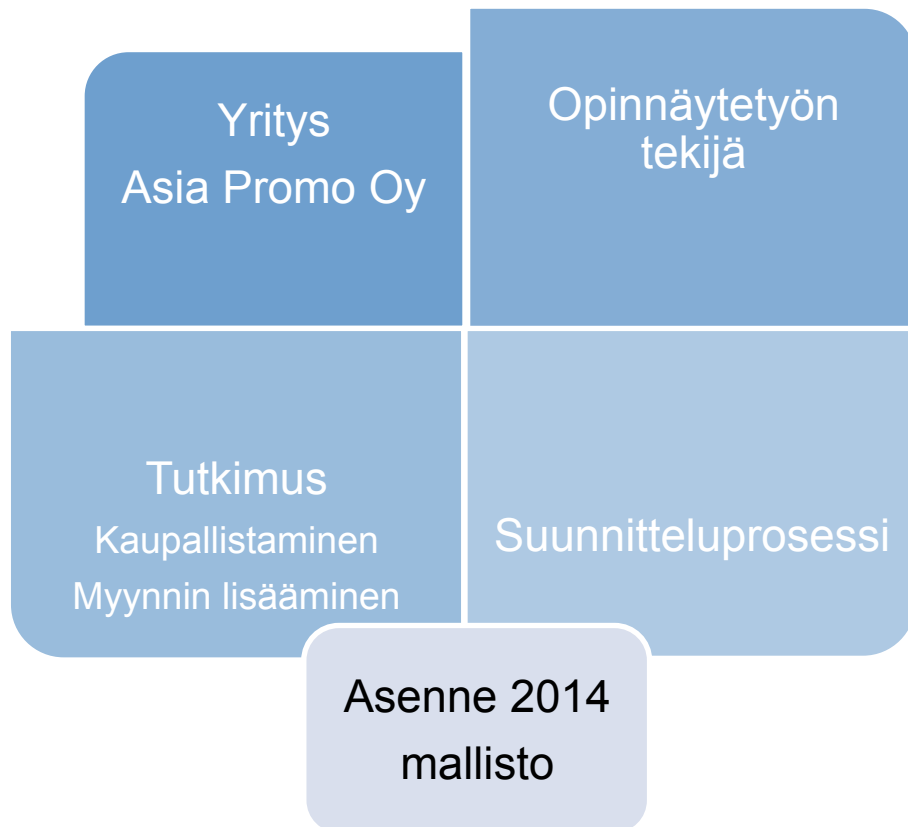 Yritys
Asia Promo Oy
Opinnäytetyön
tekijä
Tutkimus
Kaupallistaminen
Myynnin lisääminen
Suunnitteluprosessi
Asenne 2014
mallisto